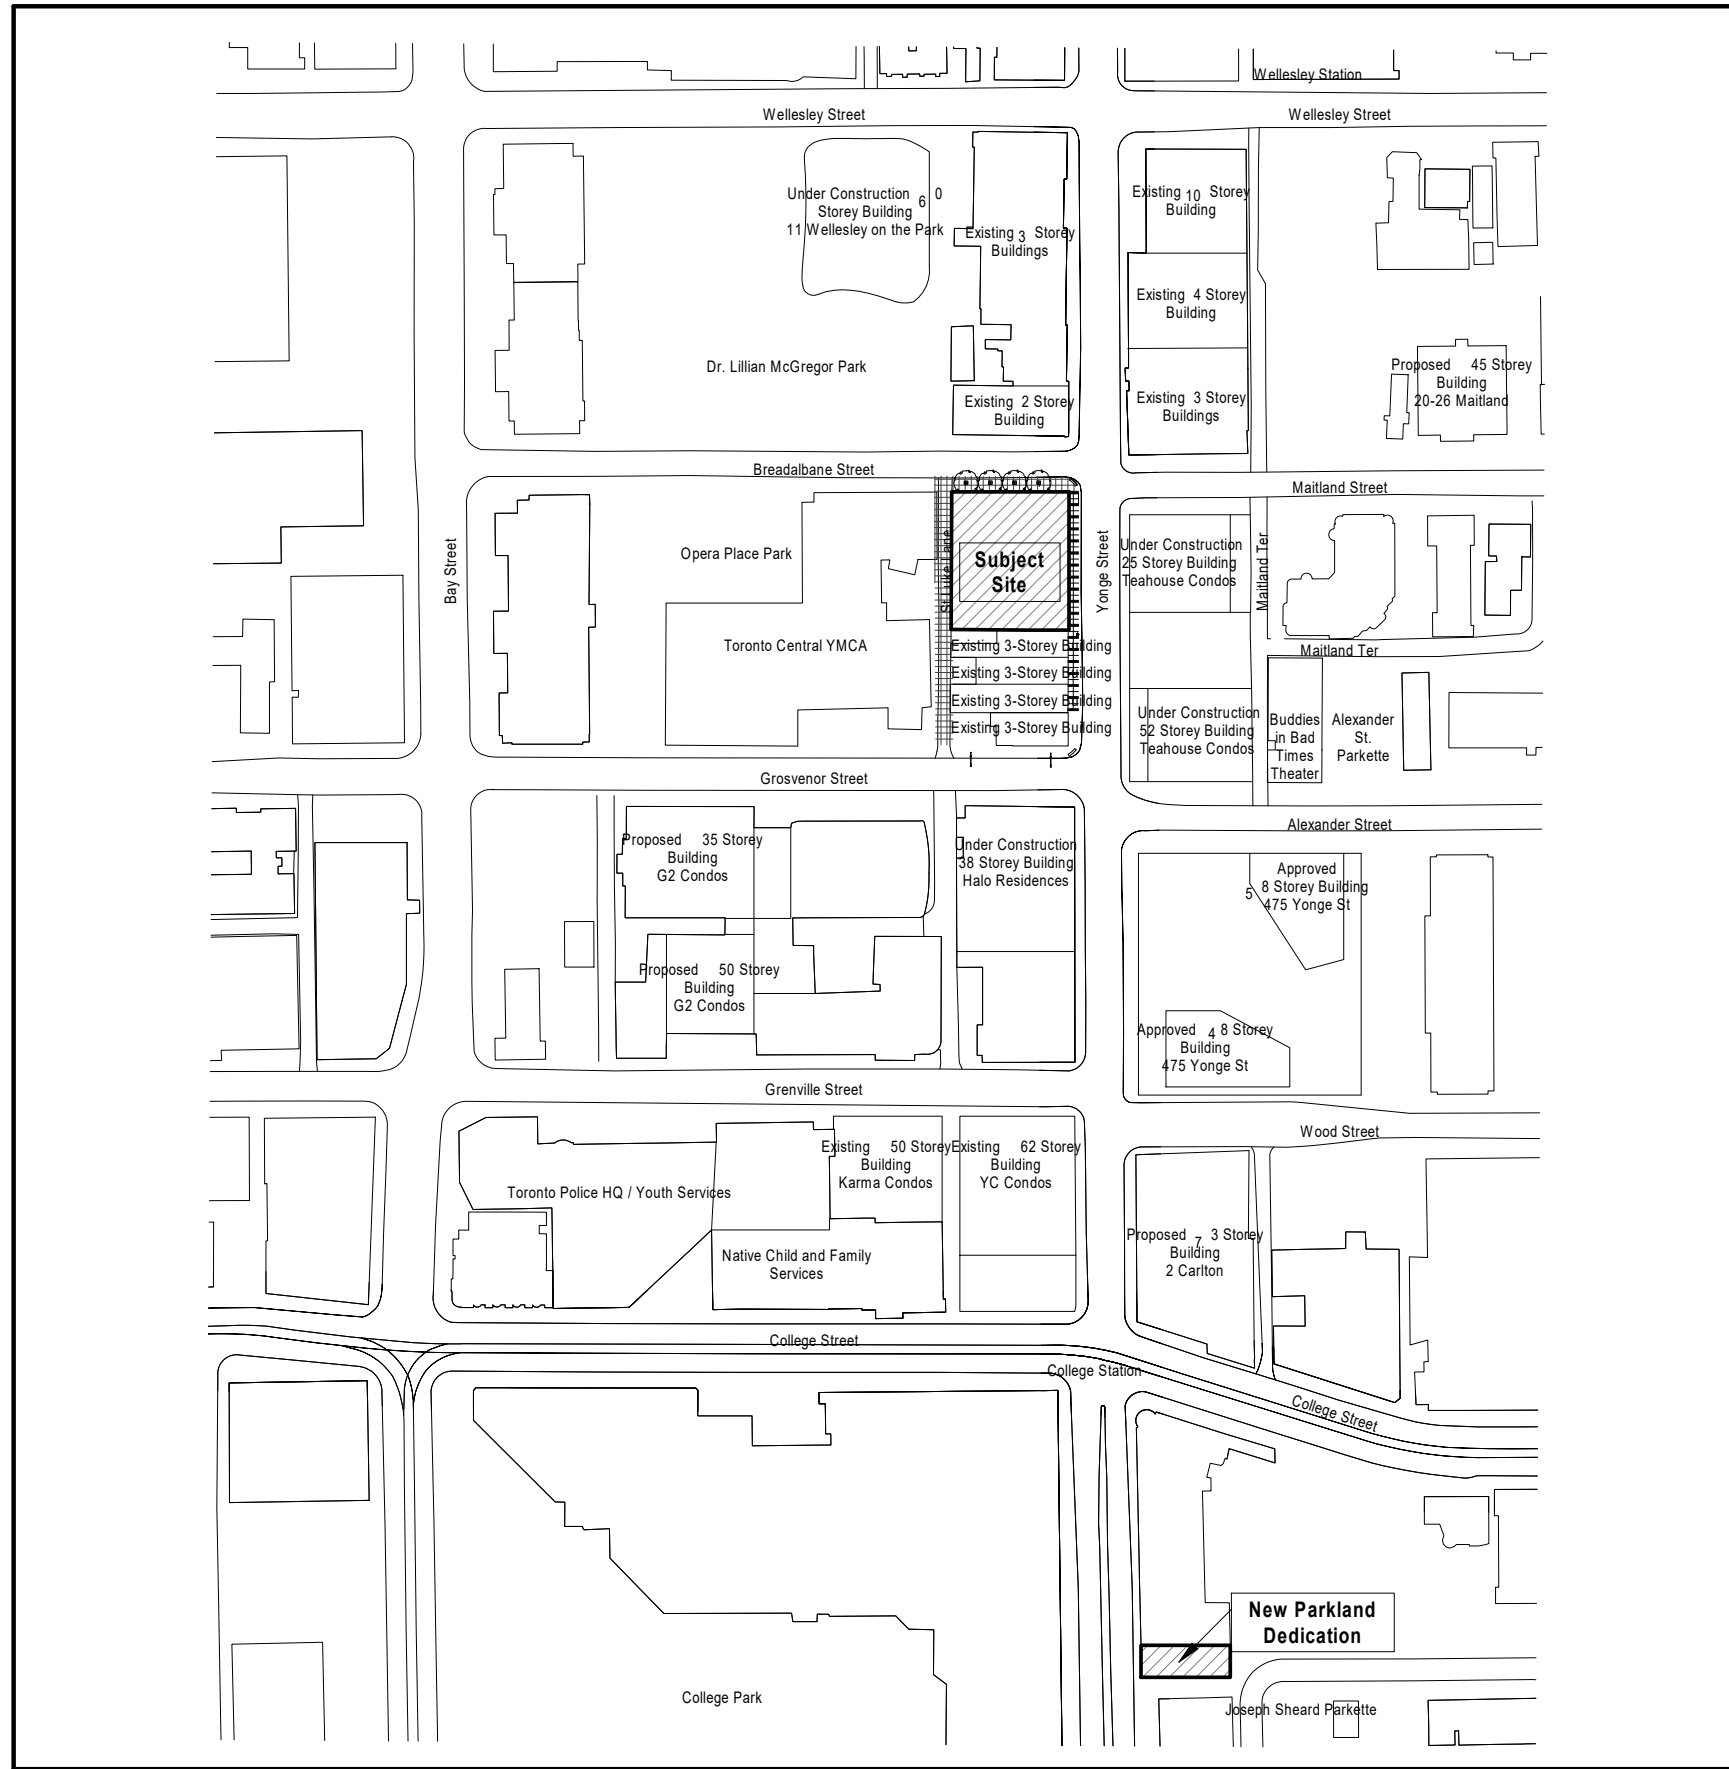 Wellesley Station
Wellesley Street
Wellesley Street
Under Construction 60
Storey Building
11 Wellesley on the Park
Existing 3 Storey
Buildings
Existing 10 Storey
Building
Existing 4 Storey
Building
Dr. Lillian McGregor Park
Existing 2 Storey
Building
Existing 3 Storey
Buildings
Proposed 45 Storey
Building
20-26 Maitland
Breadalbane Street
Maitland Street
Bay Street
Opera Place Park
St Luke Lane
Subject
Site
Yonge Street
Under Construction
25 Storey Building
Teahouse Condos
Maitland Ter
Toronto Central YMCA
Existing 3-Storey Building
Existing 3-Storey Building
Existing 3-Storey Building
Existing 3-Storey Building
Maitland Ter
Under Construction
52 Storey Building
Teahouse Condos
Buddies
in Bad
Times
Theater
Alexander
St.
Parkette
Grosvenor Street
Alexander Street
Proposed 35 Storey
Building
G2 Condos
Under Construction
38 Storey Building
Halo Residences
Approved
58 Storey Building
475 Yonge St
Proposed 50 Storey
Building
G2 Condos
Approved 48 Storey
Building
475 Yonge St
Grenville Street
Wood Street
Toronto Police HQ / Youth Services
Existing 50 Storey
Building
Karma Condos
Existing 62 Storey
Building
YC Condos
Native Child and Family
Services
Proposed 73 Storey
Building
2 Carlton
College Street
College Station
College Street
New Parkland
Dedication
College Park
Joseph Sheard Parkette